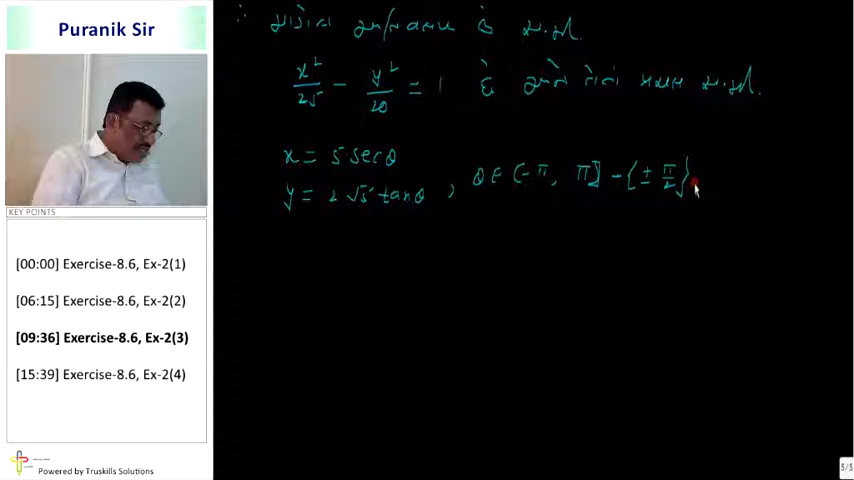 Puranik Sir
KEY POINTS
[00:00] Exercise-8.6, Ex-2(1)
[06:15] Exercise-8.6, Ex-2(2)
[09:36] Exercise-8.6, Ex-2(3)
[15:39] Exercise-8.6, Ex-2(4)
Powered by Truskills Solutions
∴
x²/25 - y²/20 = 1
x = 5 secθ
y = 2√5 tanθ , θ ∈ (-π, π] - {± π/2}
5/5